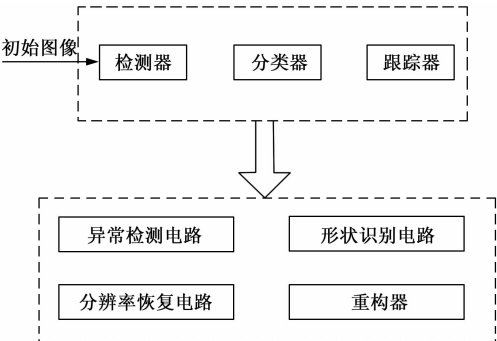 初始图像
检测器
分类器
跟踪器
异常检测电路
形状识别电路
分辨率恢复电路
重构器